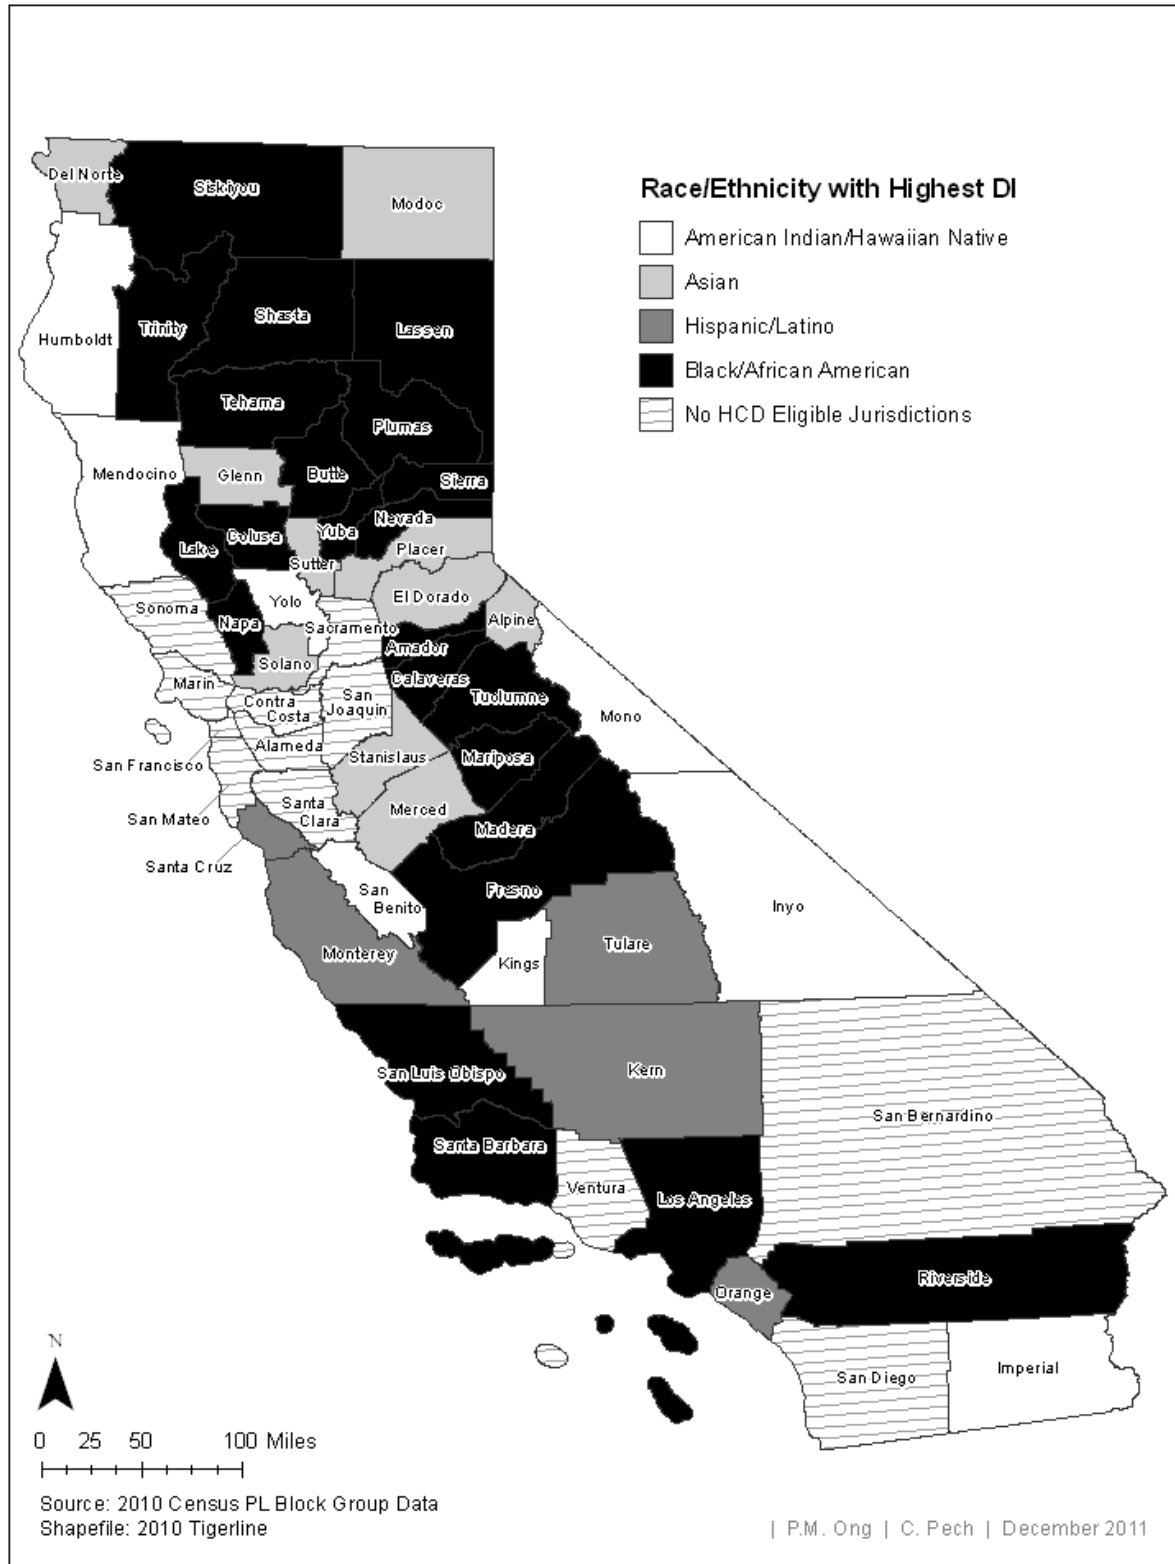 Race/Ethnicity with Highest DI
American Indian/Hawaiian Native
Asian
Hispanic/Latino
Black/African American
No HCD Eligible Jurisdictions
Del Norte
Siskiyou
Modoc
Humboldt
Trinity
Shasta
Lassen
Tehama
Plumas
Mendocino
Glenn
Butte
Sierra
Lake
Colusa
Sutter
Yuba
Nevada
Placer
Sonoma
Napa
Yolo
Sacramento
El Dorado
Alpine
Solano
Amador
Calaveras
Tuolumne
Mono
Marin
Contra
Costa
San
Joaquin
Alameda
Stanislaus
Mariposa
San Francisco
San Mateo
Santa
Clara
Merced
Madera
Santa Cruz
San
Benito
Fresno
Inyo
Monterey
Kings
Tulare
San Luis Obispo
Kern
San Bernardino
Santa Barbara
Ventura
Los Angeles
Orange
Riverside
San Diego
Imperial
N
0 25 50 100 Miles
Source: 2010 Census PL Block Group Data
Shapefile: 2010 Tigerline
| P.M. Ong | C. Pech | December 2011